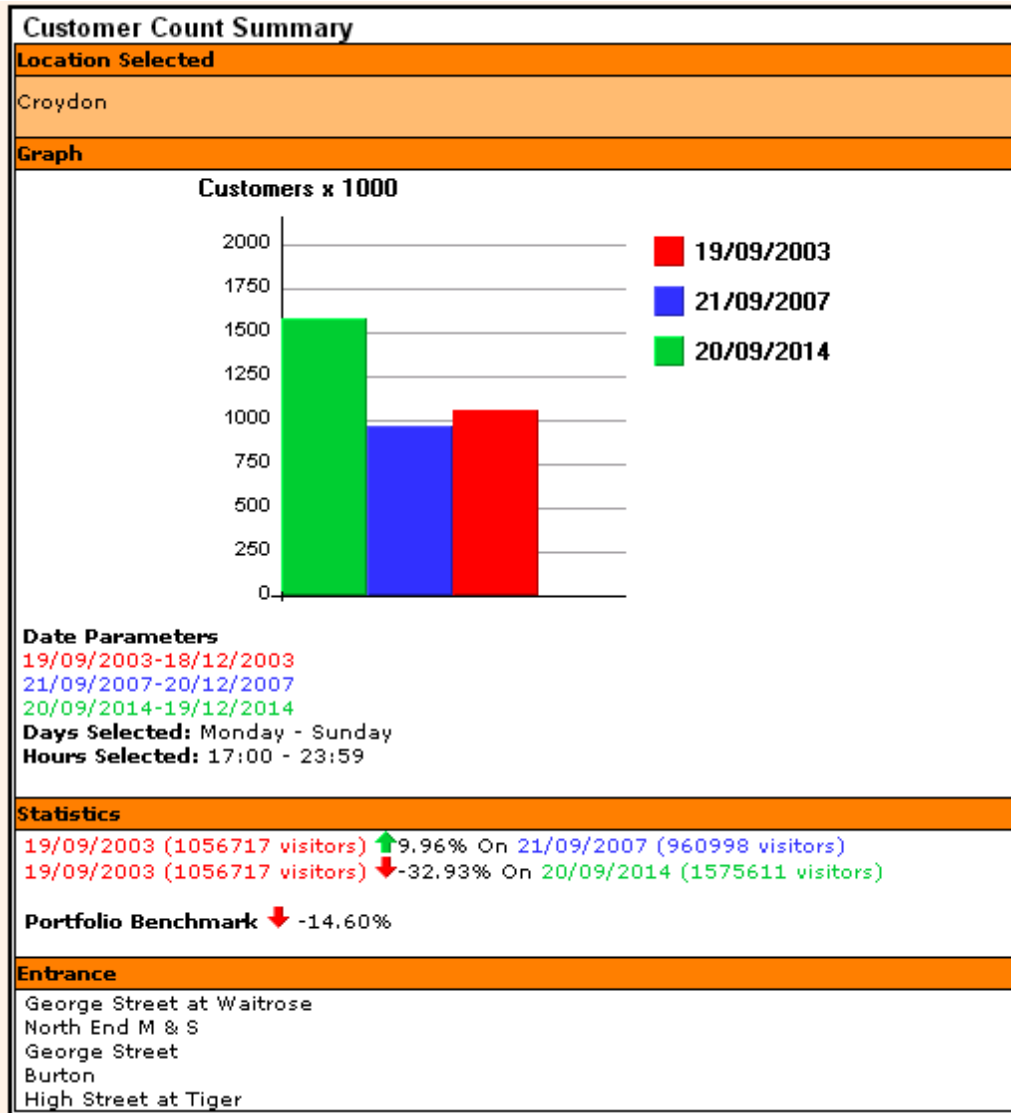 Customer Count Summary
Location Selected
Croydon
Graph
Customers x 1000
2000
1750
1500
1250
1000
750
500
250
0
19/09/2003
21/09/2007
20/09/2014
Date Parameters
19/09/2003-18/12/2003
21/09/2007-20/12/2007
20/09/2014-19/12/2014
Days Selected: Monday - Sunday
Hours Selected: 17:00 - 23:59
Statistics
19/09/2003 (1056717 visitors) 9.96% On 21/09/2007 (960998 visitors)
19/09/2003 (1056717 visitors) -32.93% On 20/09/2014 (1575611 visitors)
Portfolio Benchmark -14.60%
Entrance
George Street at Waitrose
North End M & S
George Street
Burton
High Street at Tiger